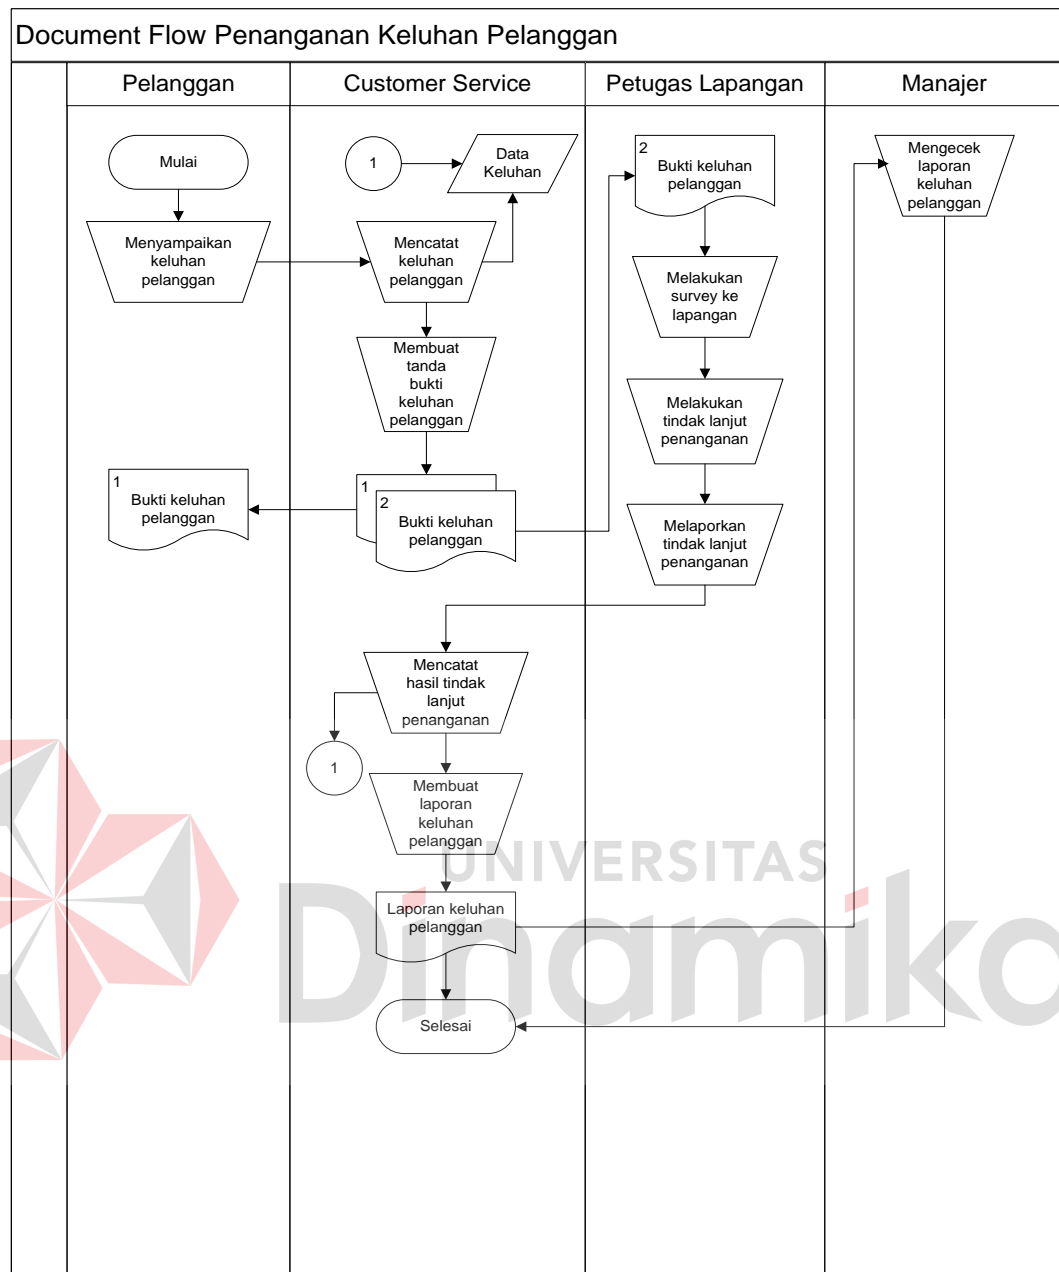 Document Flow Penanganan Keluhan Pelanggan
Pelanggan
Customer Service
Petugas Lapangan
Manajer
Mulai
Menyampaikan
keluhan
pelanggan
1
Bukti keluhan
pelanggan
1
Data
Keluhan
Mencatat
keluhan
pelanggan
Membuat
tanda
bukti
keluhan
pelanggan
1
2
Bukti keluhan
pelanggan
Mencatat
hasil tindak
lanjut
penanganan
1
Membuat
laporan
keluhan
pelanggan
Laporan keluhan
pelanggan
Selesai
2
Bukti keluhan
pelanggan
Melakukan
survey ke
lapangan
Melakukan
tindak lanjut
penanganan
Melaporkan
tindak lanjut
penanganan
Mengecek
laporan
keluhan
pelanggan
UNIVERSITAS
Dinamika